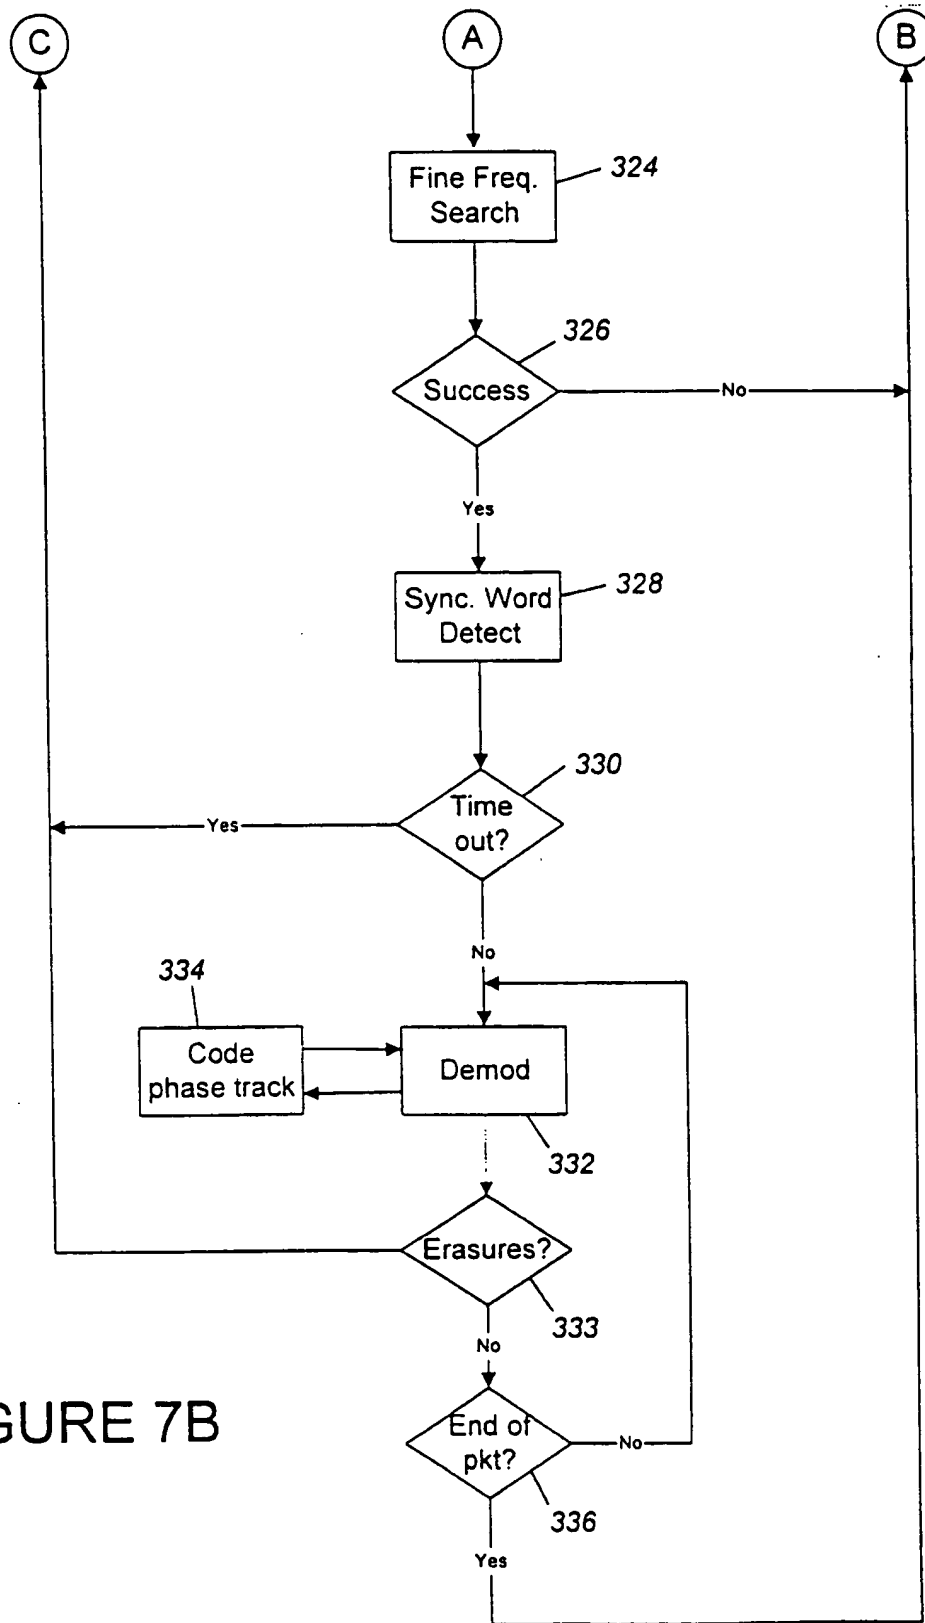 C
A
B
Fine Freq.
Search
324
326
Success
No
Yes
Sync. Word
Detect
328
330
Time
out?
Yes
No
334
Code
phase track
Demod
332
Erasures?
333
No
End of
pkt?
No
336
Yes
GURE 7B